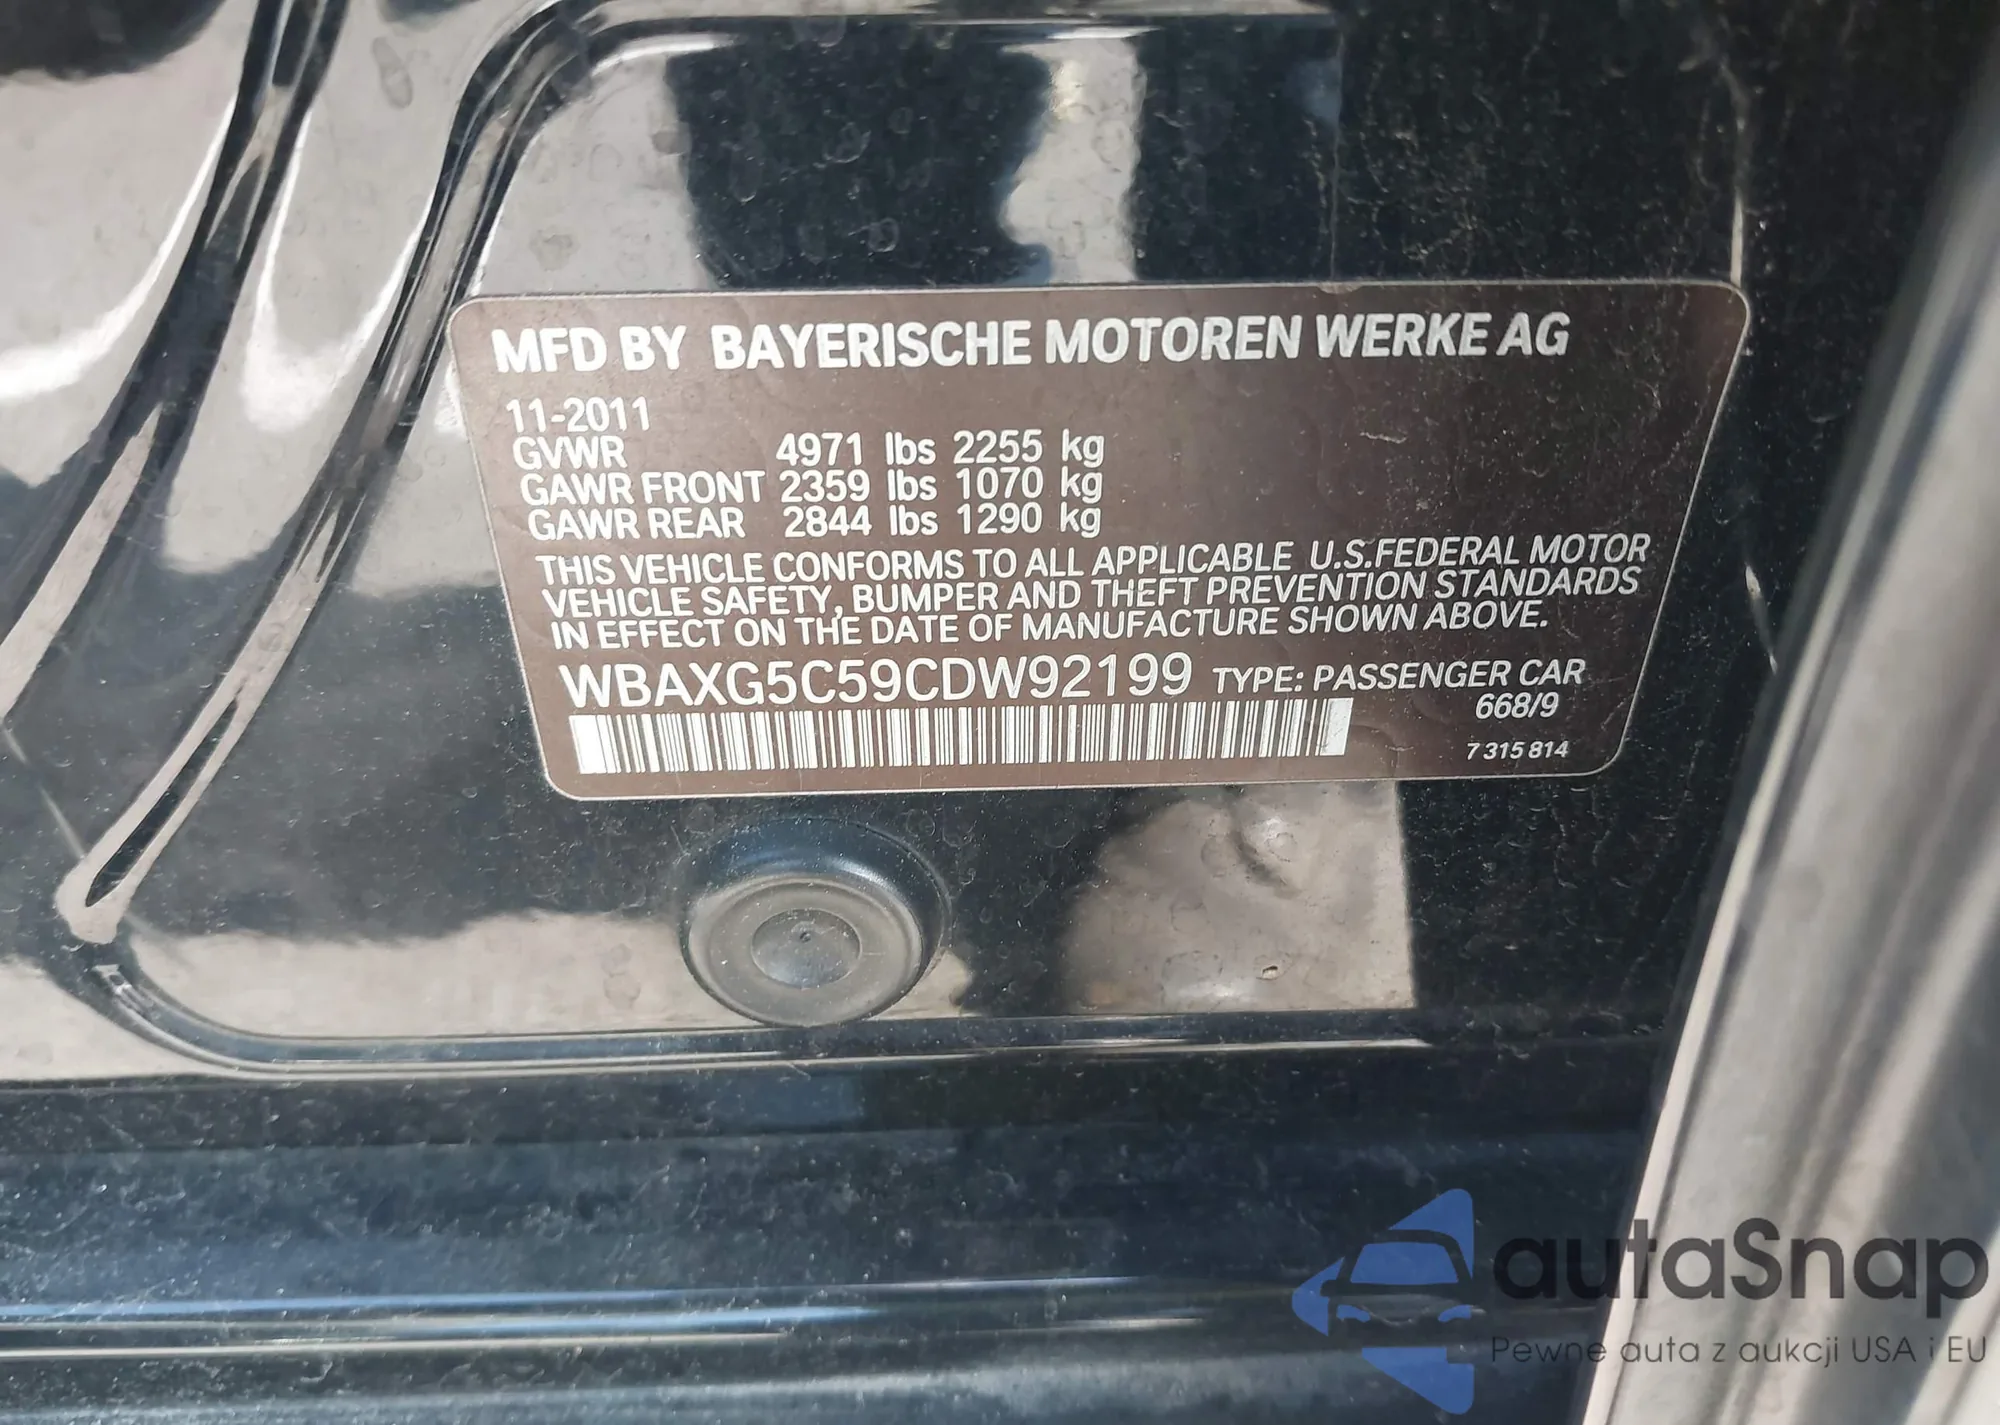 MFD BY BAYERISCHE MOTOREN WERKE AG
11-2011
GVWR 4971 lbs 2255 kg
GAWR FRONT 2359 lbs 1070 kg
GAWR REAR 2844 lbs 1290 kg
THIS VEHICLE CONFORMS TO ALL APPLICABLE U.S.FEDERAL MOTOR
VEHICLE SAFETY, BUMPER AND THEFT PREVENTION STANDARDS
IN EFFECT ON THE DATE OF MANUFACTURE SHOWN ABOVE.
WBAXG5C59CDW92199 TYPE: PASSENGER CAR
668/9
7 315 814
autaSnap
Pewne auta z aukcji USA i EU